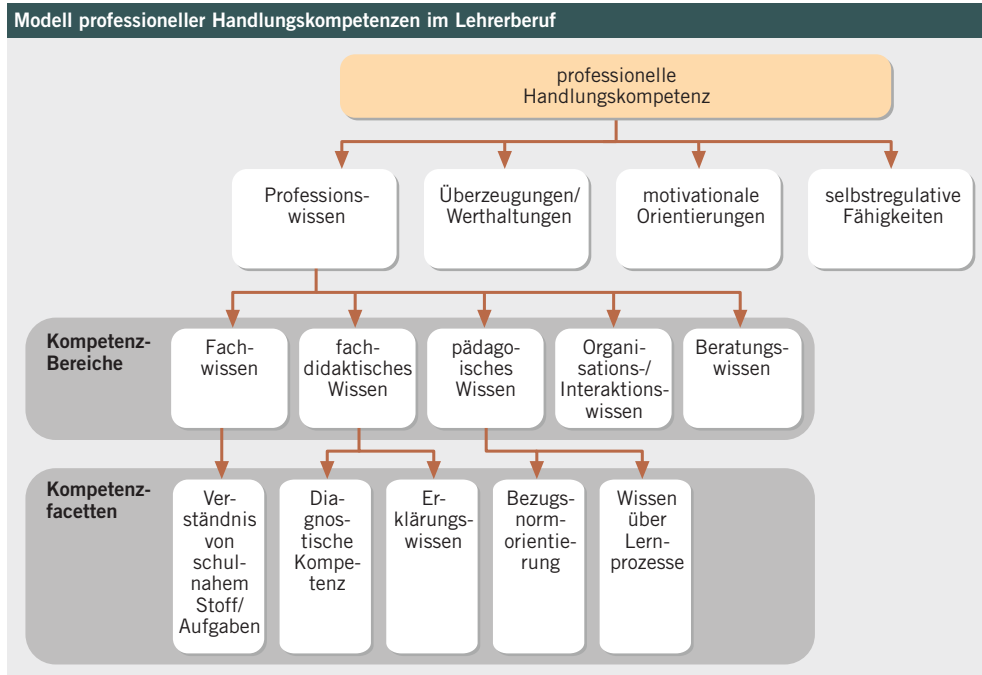 Modell professioneller Handlungskompetenzen im Lehrerberuf
professionelle
Handlungskompetenz
Professions-
wissen
Überzeugungen/
Werthaltungen
motivationale
Orientierungen
selbstregulative
Fähigkeiten
Kompetenz-
Bereiche
Fach-
wissen
fach-
didaktisches
Wissen
pädago-
gisches
Wissen
Organi-
sations-/
Interaktions-
wissen
Beratungs-
wissen
Kompetenz-
facetten
Ver-
ständnis
von
schul-
nahem
Stoff/
Aufgaben
Dia-
gnos-
tische
Kompe-
tenz
Er-
klärungs-
wissen
Bezugs-
norm-
orientie-
rung
Wissen
über
Lern-
prozesse